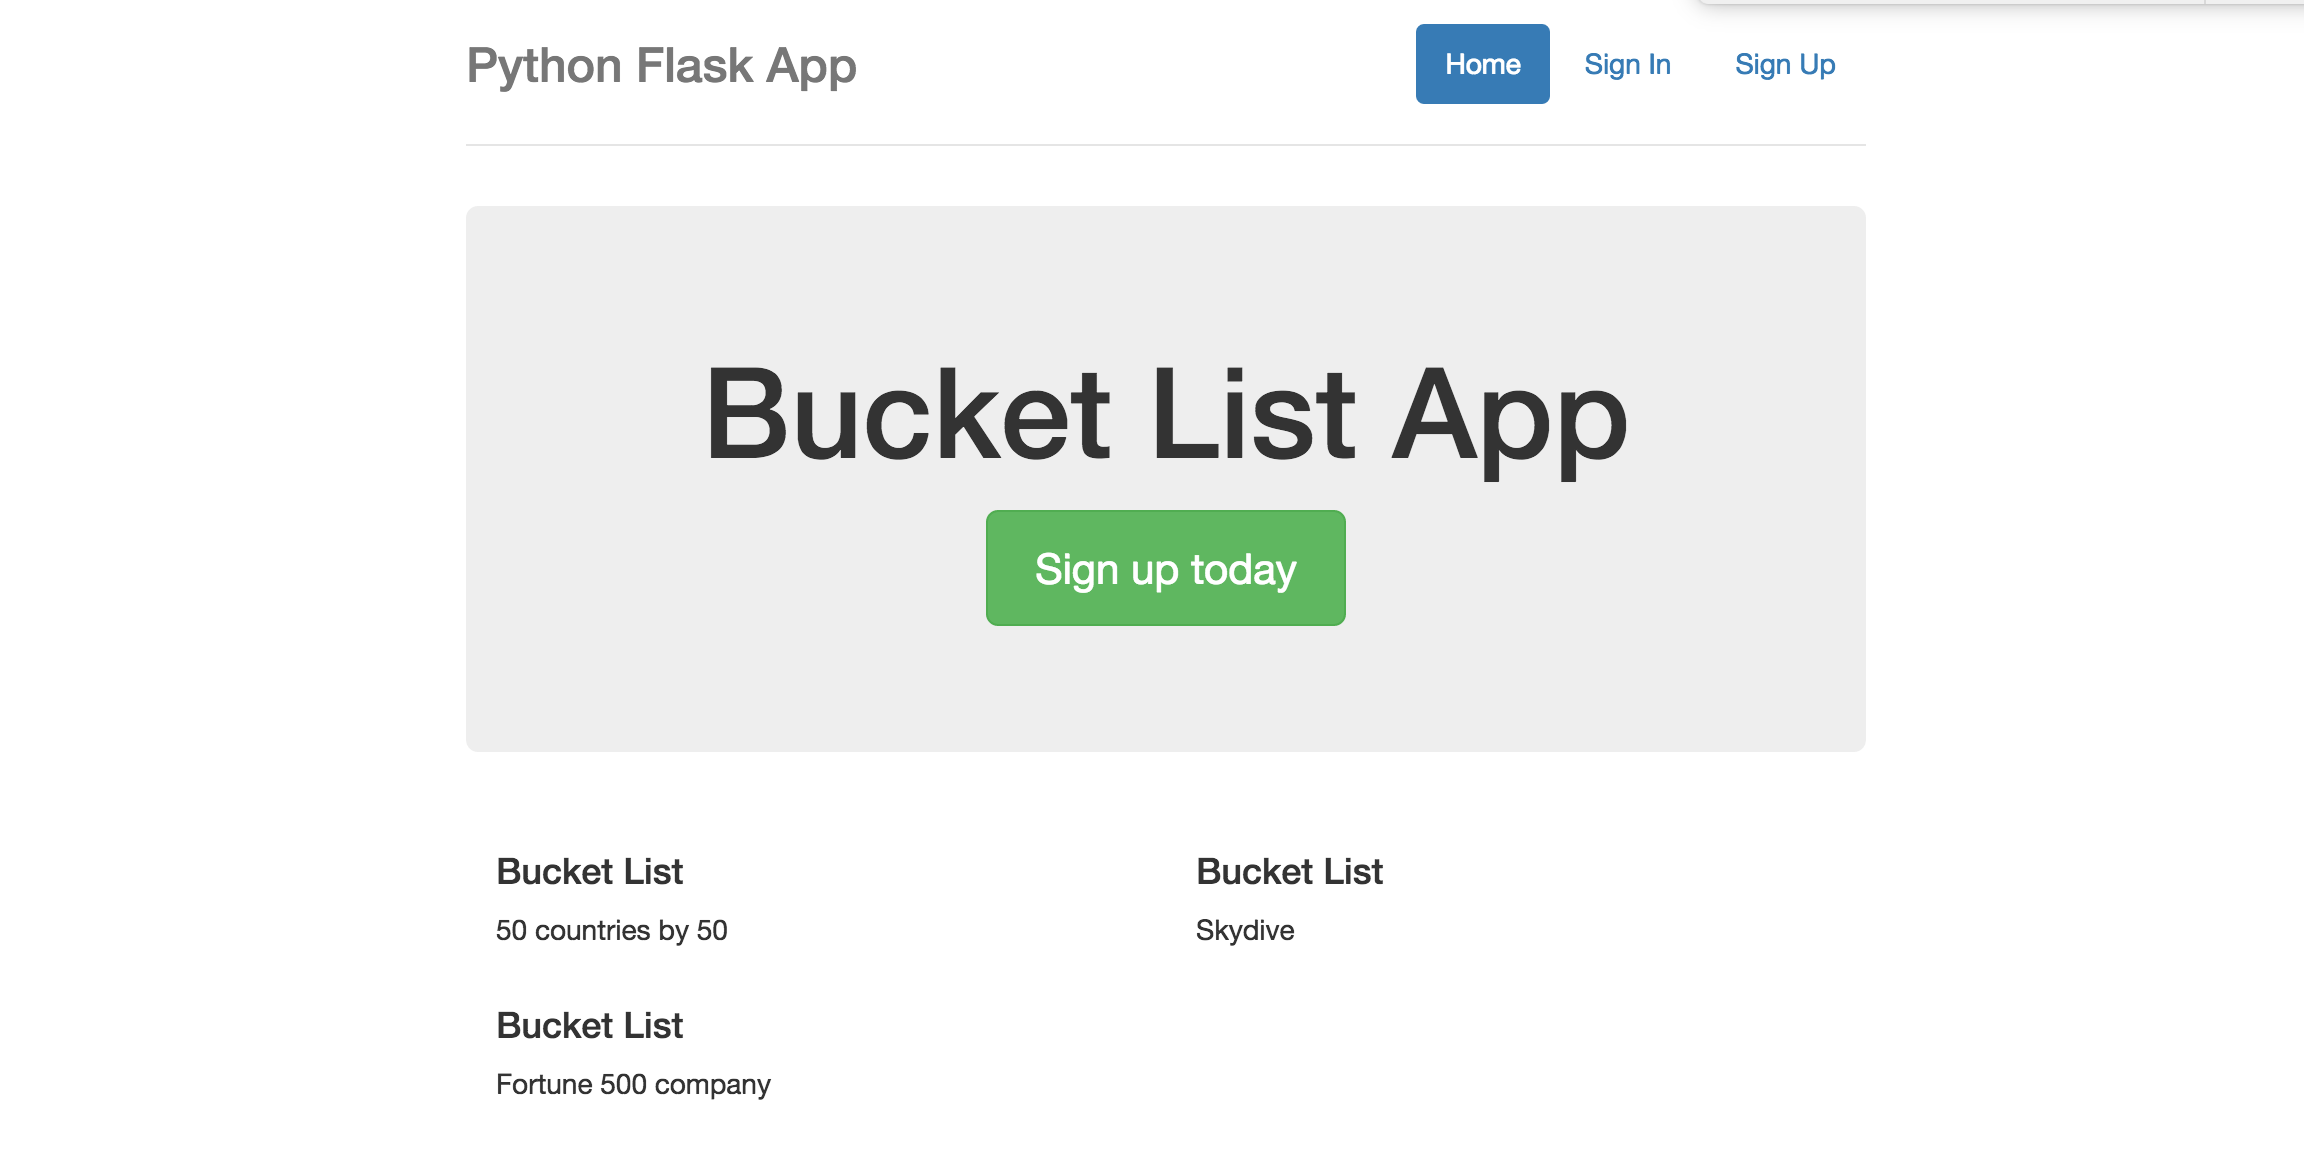 Python Flask App
Home Sign In Sign Up
Bucket List App
Sign up today
Bucket List
50 countries by 50
Bucket List
Fortune 500 company
Bucket List
Skydive